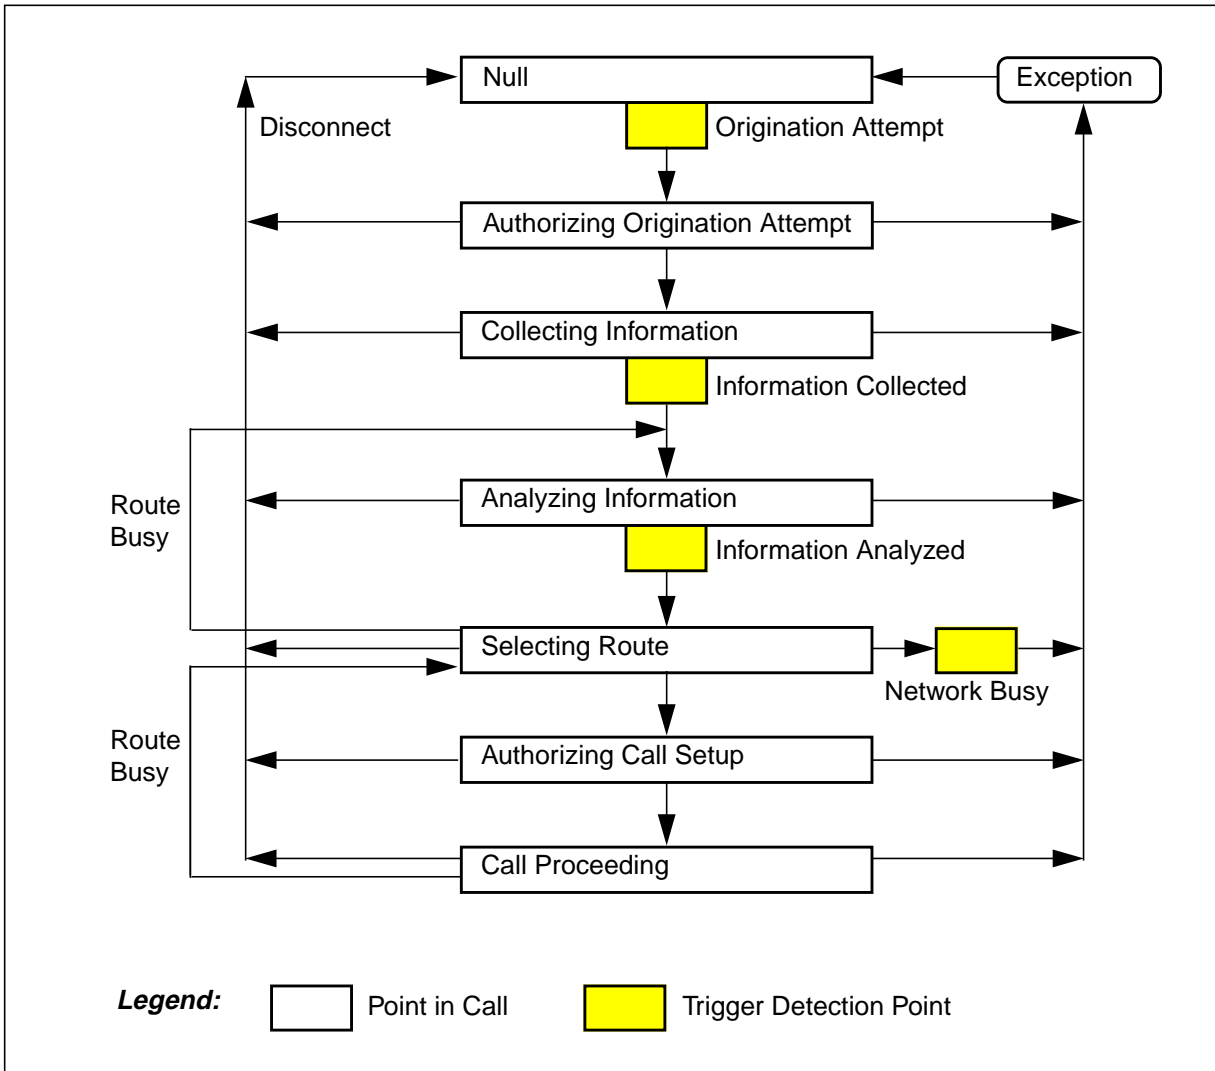 Null
Exception
Disconnect
Origination Attempt
Authorizing Origination Attempt
Collecting Information
Information Collected
Route
Busy
Analyzing Information
Information Analyzed
Selecting Route
Network Busy
Route
Busy
Authorizing Call Setup
Call Proceeding
Legend:
Point in Call
Trigger Detection Point